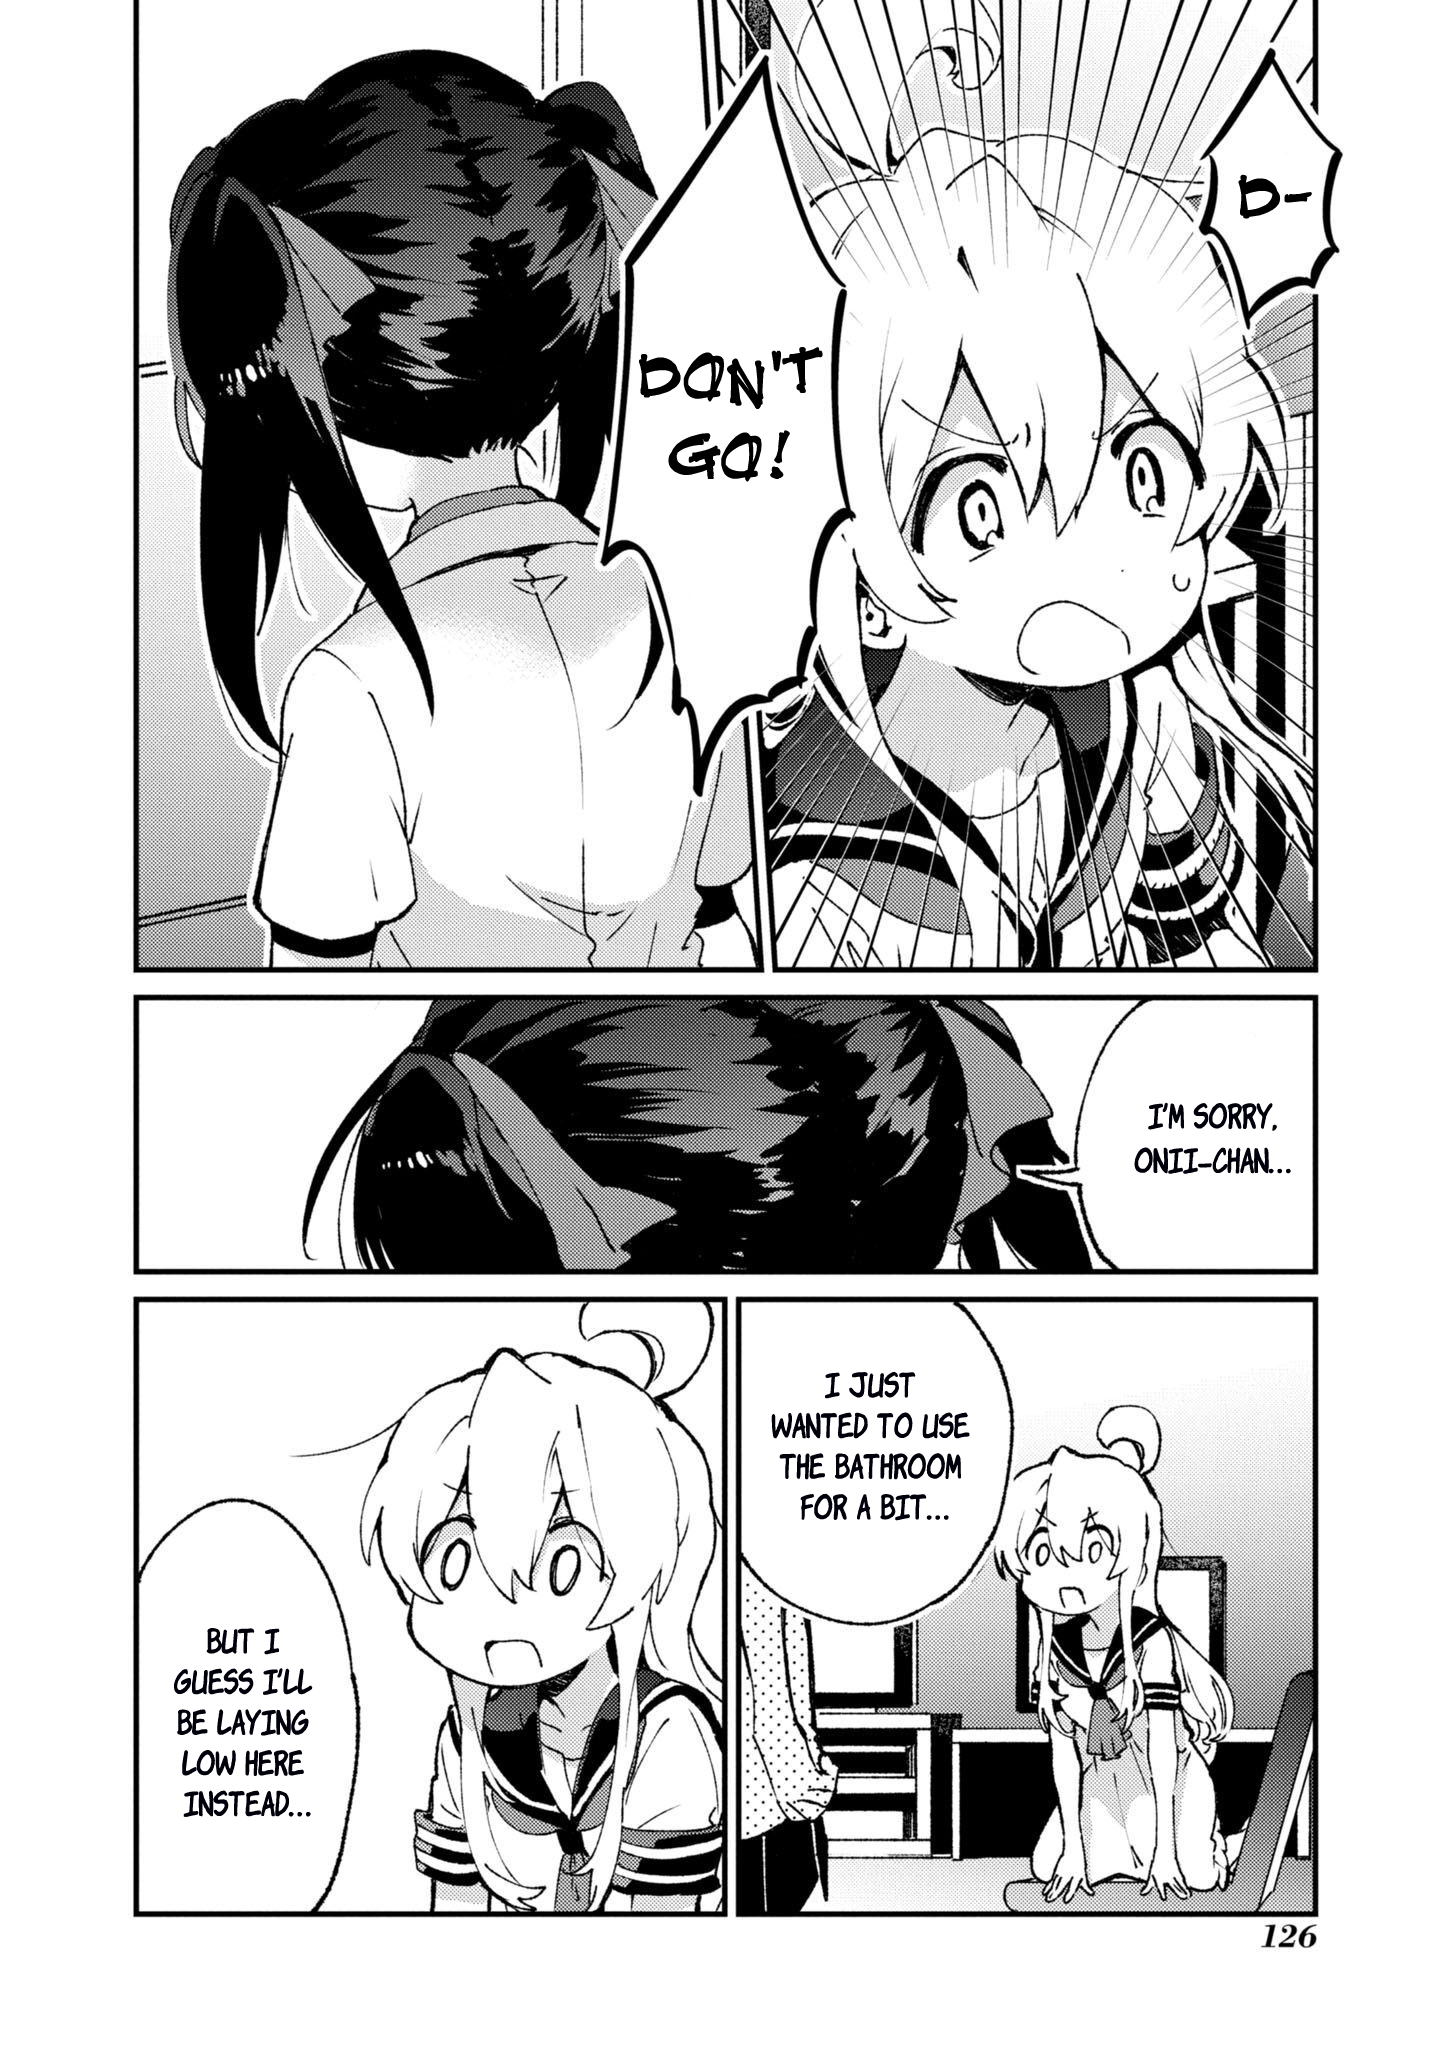 D-
DON'T
GO!
I'M SORRY,
ONII-CHAN...
I JUST
WANTED TO USE
THE BATHROOM
FOR A BIT...
BUT I
GUESS I'LL
BE LAYING
LOW HERE
INSTEAD...
126